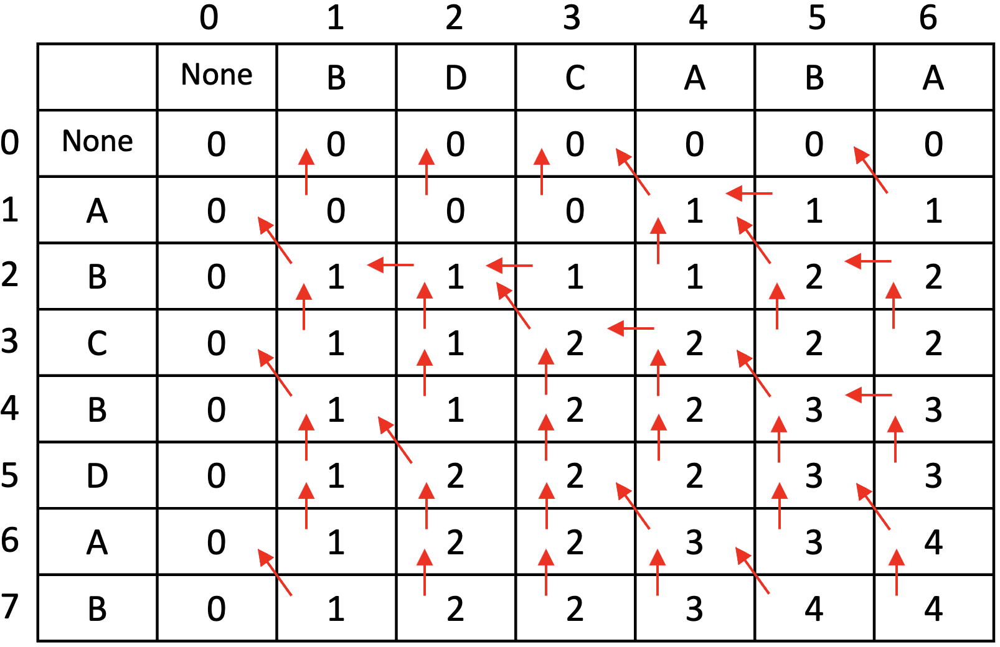 0 1 2 3 4 5 6
None B D C A B A
0 None 0 0 0 0 0 0 0
1 A 0 0 0 0 1 1 1
2 B 0 1 1 1 1 2 2
3 C 0 1 1 2 2 2 2
4 B 0 1 1 2 2 3 3
5 D 0 1 2 2 2 3 3
6 A 0 1 2 2 3 3 4
7 B 0 1 2 2 3 4 4